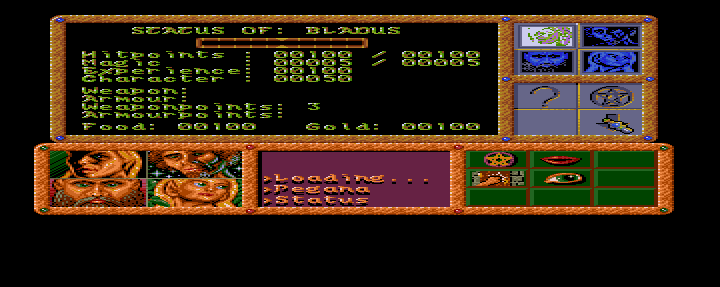 STATUS OF: BLADUS
Hitpoints : 00100 / 00100
Magic : 00005 / 00005
Experience: 00100
Character : 00050
Weapon:
Armour:
Weaponpoints: 3
Armourpoints:
Food: 00100 Gold: 00100
>Loading...
>Pegana
>Status